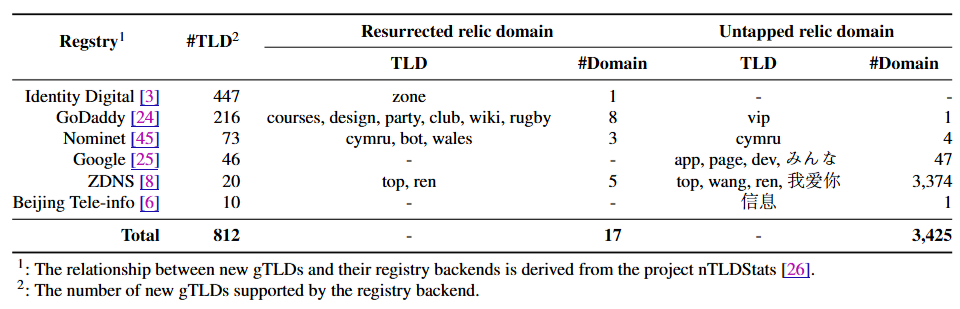 Regstry1 #TLD2 Resurrected relic domain Untapped relic domain
TLD #Domain TLD #Domain
Identity Digital [3] 447 zone 1 - -
GoDaddy [24] 216 courses, design, party, club, wiki, rugby 8 vip 1
Nominet [45] 73 cymru, bot, wales 3 cymru 4
Google [25] 46 - - app, page, dev, みんな 47
ZDNS [8] 20 top, ren 5 top, wang, ren, 我爱你 3,374
Beijing Tele-info [6] 10 - - 信息 1
Total 812 - 17 - 3,425
1: The relationship between new gTLDs and their registry backends is derived from the project nTLDStats [26].
2: The number of new gTLDs supported by the registry backend.